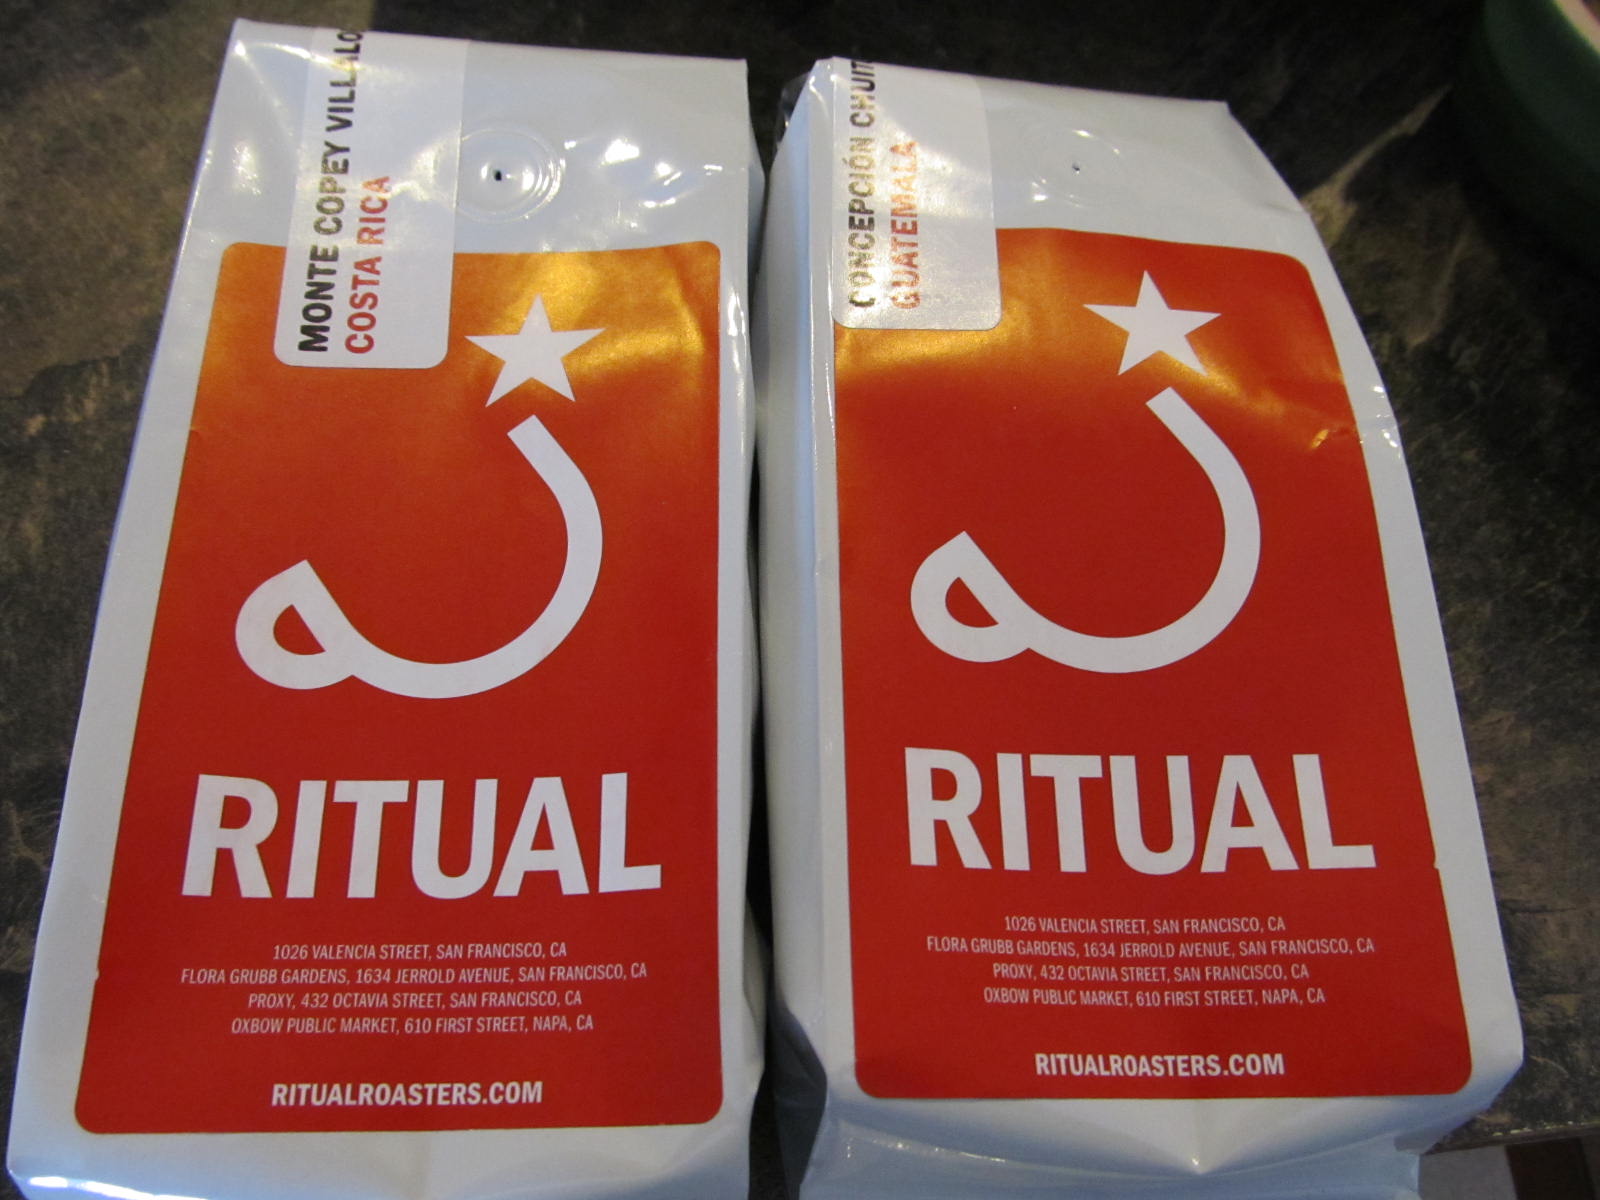 MONTE COPEY
COSTA RICA
RITUAL
1026 VALENCIA STREET, SAN FRANCISCO, CA
FLORA GRUBB GARDENS, 1634 JERROLD AVENUE, SAN FRANCISCO, CA
PROXY, 432 OCTAVIA STREET, SAN FRANCISCO, CA
OXBOW PUBLIC MARKET, 610 FIRST STREET, NAPA, CA
RITUALROASTERS.COM
CONCEPCIÓN
GUATEMALA
RITUAL
1026 VALENCIA STREET, SAN FRANCISCO, CA
FLORA GRUBB GARDENS, 1634 JERROLD AVENUE, SAN FRANCISCO, CA
PROXY, 432 OCTAVIA STREET, SAN FRANCISCO, CA
OXBOW PUBLIC MARKET, 610 FIRST STREET, NAPA, CA
RITUALROASTERS.COM